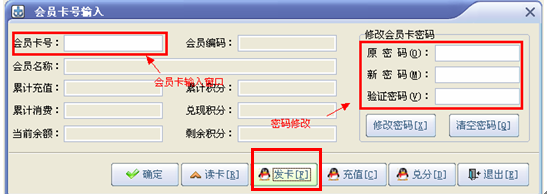 会员卡号输入
会员卡号： 会员编码：
会员名称：
累计充值： 累计积分：
累计消费： 兑现积分：
当前余额： 剩余积分：
会员卡输入窗口
密码修改
修改会员卡密码
原 密 码(O)：
新 密 码(N)：
验证密码(V)：
修改密码[X] 清空密码[Q]
确定 读卡[R] 发卡[F] 充值[C] 兑分[D] 退出[E]